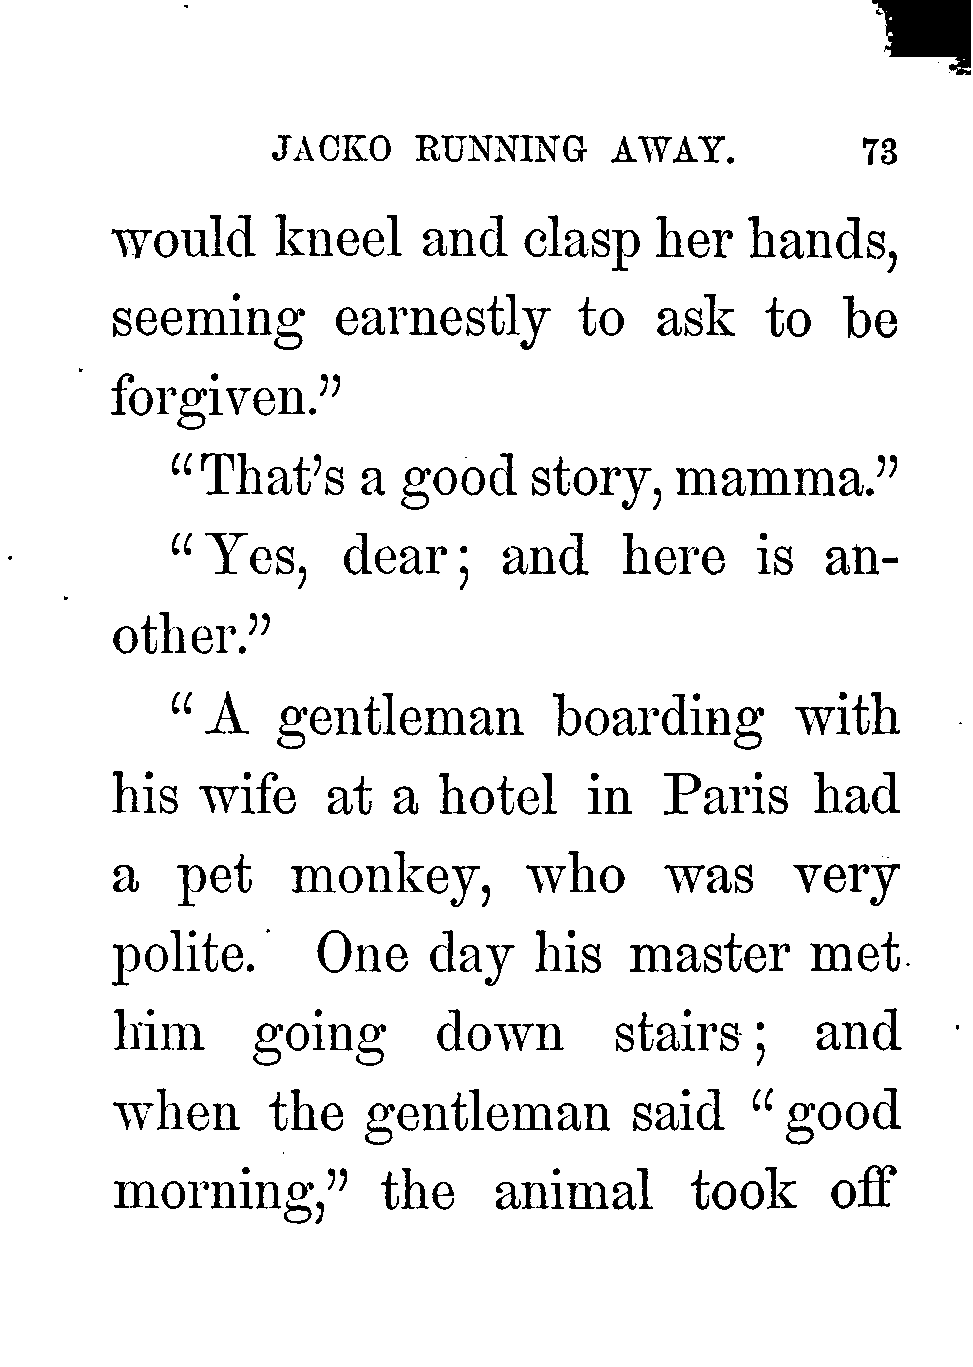 JACKO RUNNING AWAY. 73
would kneel and clasp her hands,
seeming earnestly to ask to be
forgiven."
"That's a good story, mamma."
"Yes, dear; and here is an-
other."
"A gentleman boarding with
his wife at a hotel in Paris had
a pet monkey, who was very
polite. One day his master met
him going down stairs; and
when the gentleman said "good
morning," the animal took off